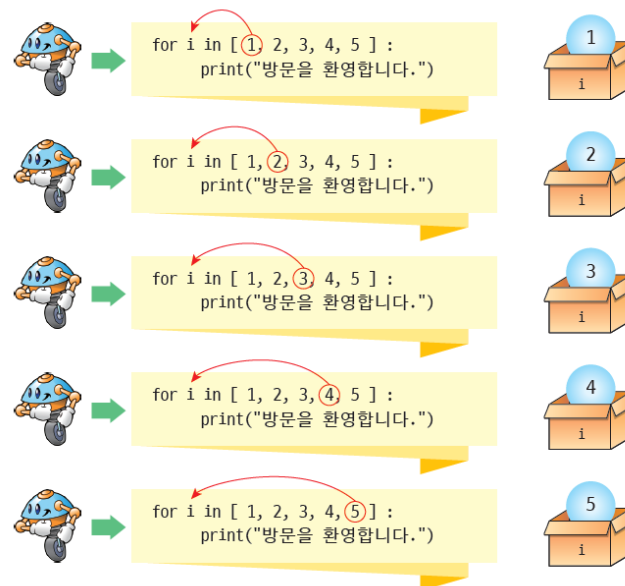 for i in [ 1, 2, 3, 4, 5 ] :
print("방문을 환영합니다.")
1
i
for i in [ 1, 2, 3, 4, 5 ] :
print("방문을 환영합니다.")
2
i
for i in [ 1, 2, 3, 4, 5 ] :
print("방문을 환영합니다.")
3
i
for i in [ 1, 2, 3, 4, 5 ] :
print("방문을 환영합니다.")
4
i
for i in [ 1, 2, 3, 4, 5 ] :
print("방문을 환영합니다.")
5
i